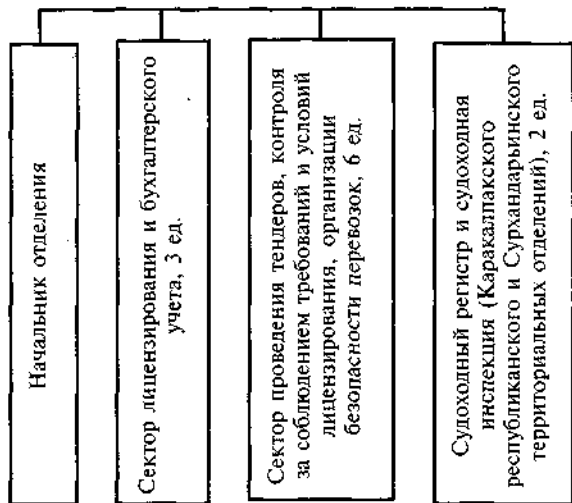 Начальник отделения
Сектор лицензирования и бухгалтерского
учета, 3 ед.
Сектор проведения тендеров, контроля
за соблюдением требований и условий
лицензирования, организации
безопасности перевозок, 6 ед.
Судоходный регистр и судоходная
инспекция (Каракалпакского
республиканского и Сурхандарьинского
территориальных отделений), 2 ед.